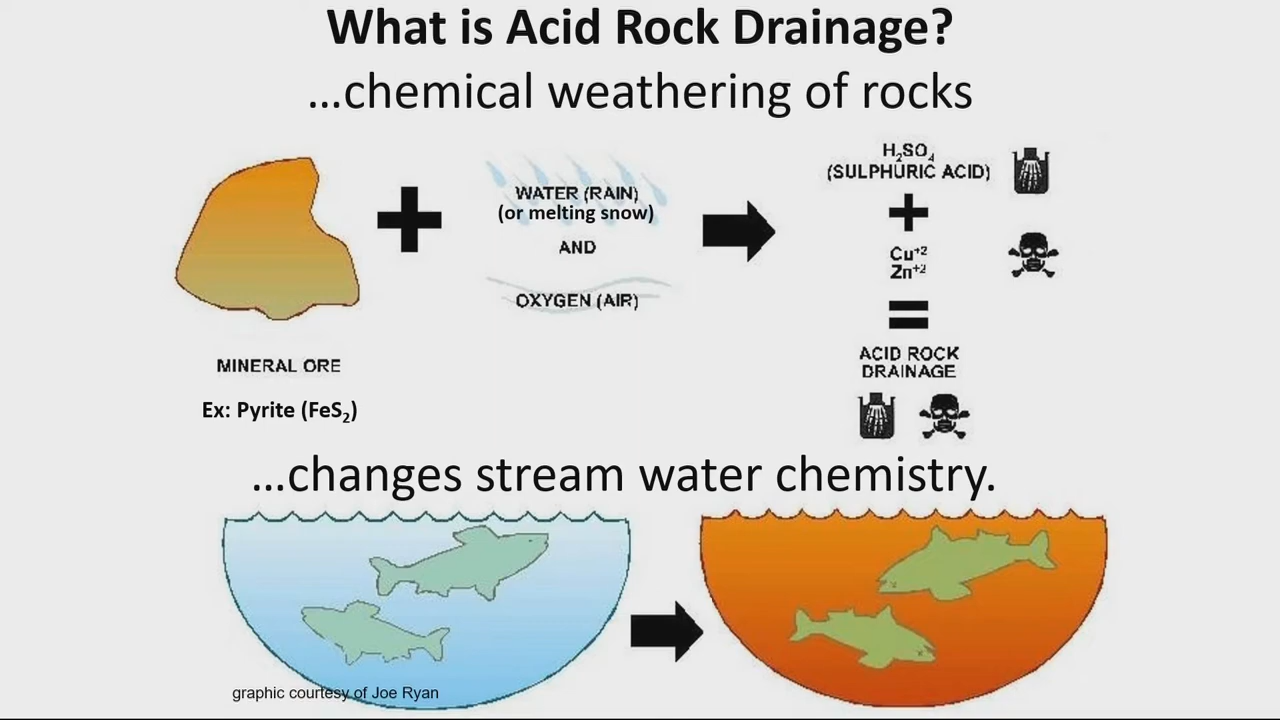 What is Acid Rock Drainage?
...chemical weathering of rocks
H₂SO₄
(SULPHURIC ACID)
WATER (RAIN)
(or melting snow)
AND
OXYGEN (AIR)
Cu⁺²
Zn⁺²
ACID ROCK
DRAINAGE
MINERAL ORE
Ex: Pyrite (FeS₂)
...changes stream water chemistry.
graphic courtesy of Joe Ryan